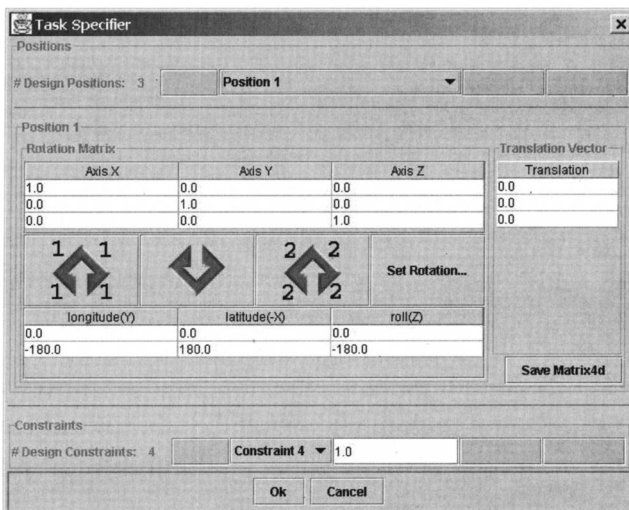 Task Specifier
Positions
# Design Positions: 3 Position 1
Position 1
Rotation Matrix
Translation Vector
Axis X Axis Y Axis Z
Translation
1.0 0.0 0.0
0.0
0.0 1.0 0.0
0.0
0.0 0.0 1.0
0.0
1 1
1 1
2 2
2 2
Set Rotation...
longitude(Y) latitude(-X) roll(Z)
0.0 0.0 0.0
-180.0 180.0 -180.0
Save Matrix4d
Constraints
# Design Constraints: 4 Constraint 4 1.0
Ok Cancel